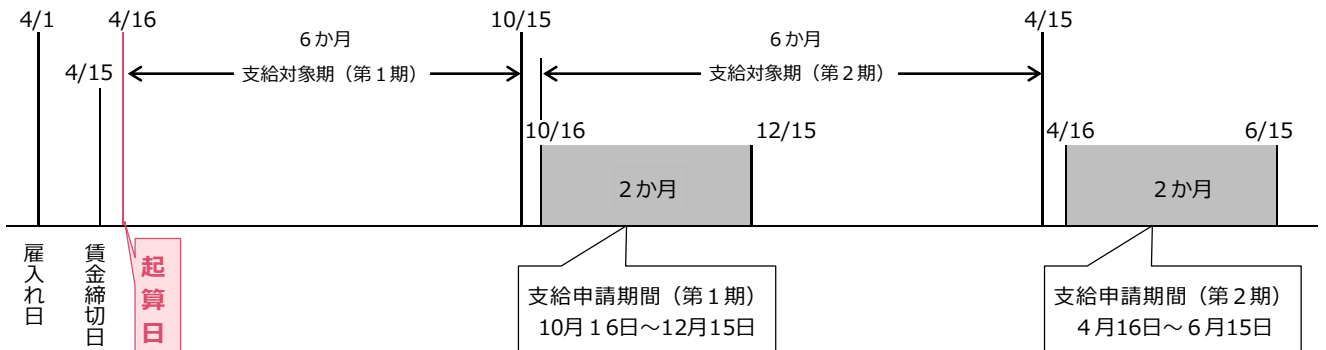 4/1
4/16
10/15
4/15
6か月
6か月
4/15
支給対象期（第１期）
支給対象期（第２期）
10/16
12/15
4/16
6/15
２か月
２か月
雇入れ日
賃金締切日
起算日
支給申請期間（第１期）
10月１6日～12月15日
支給申請期間（第２期）
４月16日～６月15日